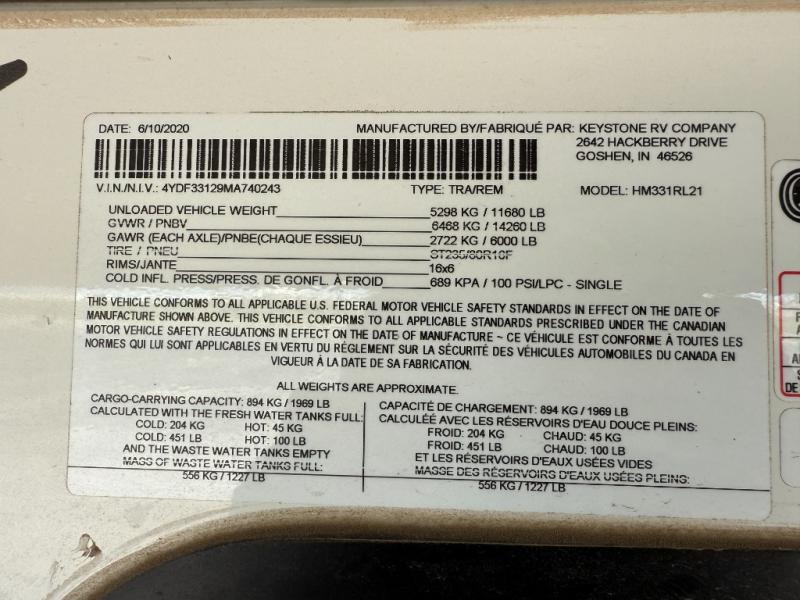 DATE: 6/10/2020 MANUFACTURED BY/FABRIQUÉ PAR: KEYSTONE RV COMPANY
2642 HACKBERRY DRIVE
GOSHEN, IN 46526
V.I.N./N.I.V.: 4YDF33129MA740243 TYPE: TRA/REM MODEL: HM331RL21
UNLOADED VEHICLE WEIGHT 5298 KG / 11680 LB
GVWR / PNBV 6468 KG / 14260 LB
GAWR (EACH AXLE)/PNBE(CHAQUE ESSIEU) 2722 KG / 6000 LB
TIRE / PNEU ST235/80R16F
RIMS/JANTE 16x6
COLD INFL. PRESS/PRESS. DE GONFL. À FROID 689 KPA / 100 PSI/LPC - SINGLE
THIS VEHICLE CONFORMS TO ALL APPLICABLE U.S. FEDERAL MOTOR VEHICLE SAFETY STANDARDS IN EFFECT ON THE DATE OF
MANUFACTURE SHOWN ABOVE. THIS VEHICLE CONFORMS TO ALL APPLICABLE STANDARDS PRESCRIBED UNDER THE CANADIAN
MOTOR VEHICLE SAFETY REGULATIONS IN EFFECT ON THE DATE OF MANUFACTURE ~ CE VÉHICULE EST CONFORME À TOUTES LES
NORMES QUI LUI SONT APPLICABLES EN VERTU DU RÉGLEMENT SUR LA SÉCURITÉ DES VÉHICULES AUTOMOBILES DU CANADA EN
VIGUEUR À LA DATE DE SA FABRICATION.
ALL WEIGHTS ARE APPROXIMATE.
CARGO-CARRYING CAPACITY: 894 KG / 1969 LB
CALCULATED WITH THE FRESH WATER TANKS FULL:
COLD: 204 KG HOT: 45 KG
COLD: 451 LB HOT: 100 LB
AND THE WASTE WATER TANKS EMPTY
MASS OF WASTE WATER TANKS FULL:
556 KG / 1227 LB
CAPACITÉ DE CHARGEMENT: 894 KG / 1969 LB
CALCULÉE AVEC LES RÉSERVOIRS D'EAU DOUCE PLEINS:
FROID: 204 KG CHAUD: 45 KG
FROID: 451 LB CHAUD: 100 LB
ET LES RÉSERVOIRS D'EAUX USÉES VIDES
MASSE DES RÉSERVOIRS D'EAUX USÉES PLEINS:
556 KG / 1227 LB